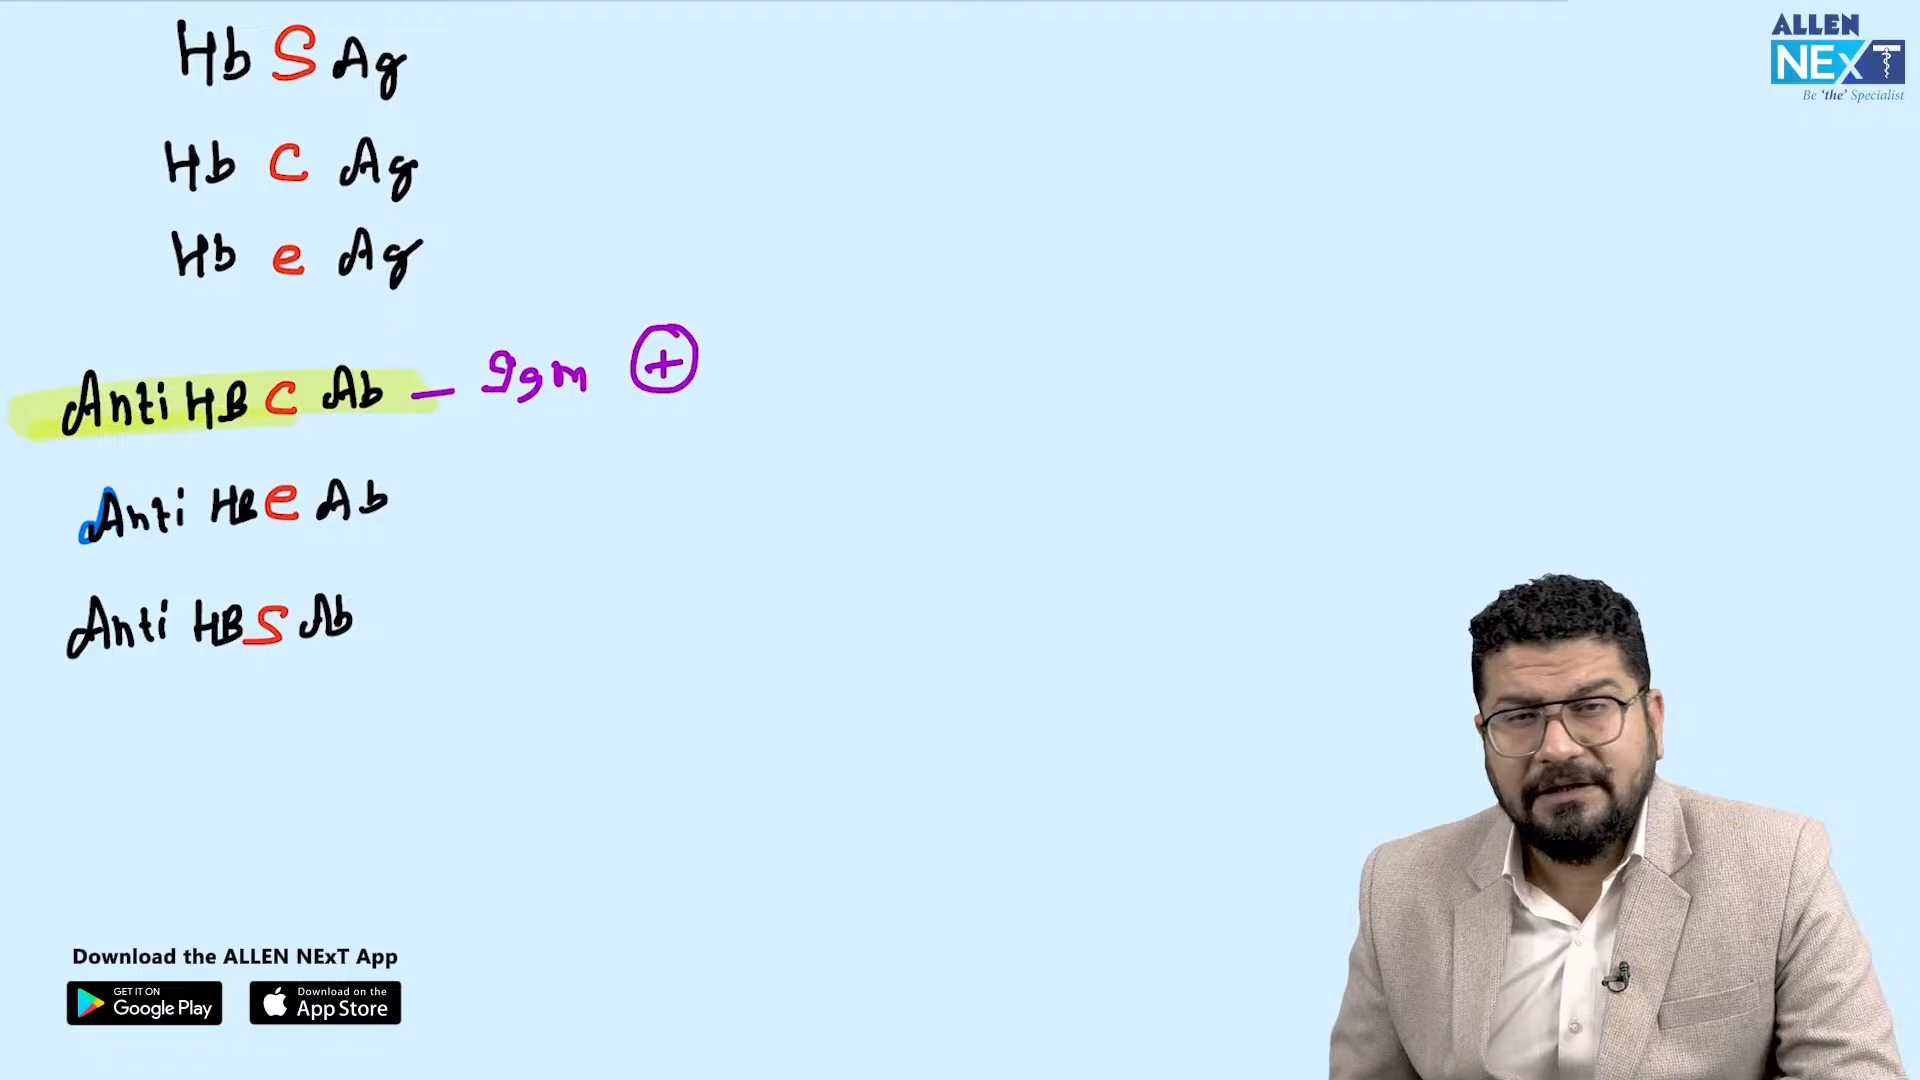 Hb S Ag
ALLEN
NExT
Be 'the' Specialist
Hb C Ag
Hb e Ag
Anti HB C Ab — Igm +
Anti HB e Ab
Anti HB S Ab
Download the ALLEN NExT App
GET IT ON
Google Play
Download on the
App Store